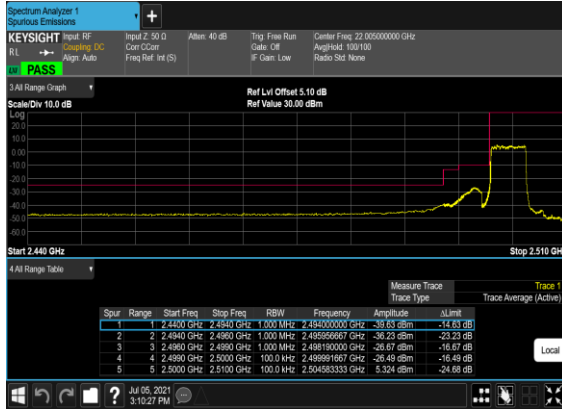 Spectrum Analyzer 1
Spurious Emissions
KEYSIGHT Input: RF Input Z: 50 Ω Atten: 40 dB Trig: Free Run Center Freq: 22.005000000 GHz
RL Coupling: DC Corr CCorr Gate: Off Avg|Hold: 100/100
Align: Auto Freq Ref: Int (S) IF Gain: Low Radio Std: None
PASS
3 All Range Graph
Ref Lvl Offset 5.10 dB
Scale/Div 10.0 dB Ref Value 30.00 dBm
Log
20.0
10.0
0.00
-10.0
-20.0
-30.0
-40.0
-50.0
-60.0
Start 2.440 GHz Stop 2.510 GH
4 All Range Table
Measure Trace Trace 1
Trace Type Trace Average (Active)
Spur Range Start Freq Stop Freq RBW Frequency Amplitude ΔLimit
1 1 2.4400 GHz 2.4940 GHz 1.000 MHz 2.494000000 GHz -39.63 dBm -14.63 dB
2 2 2.4940 GHz 2.4960 GHz 1.000 MHz 2.495956667 GHz -36.23 dBm -23.23 dB
3 3 2.4960 GHz 2.4990 GHz 1.000 MHz 2.498190000 GHz -26.67 dBm -16.67 dB
4 4 2.4990 GHz 2.5000 GHz 100.0 kHz 2.499991667 GHz -26.49 dBm -16.49 dB
5 5 2.5000 GHz 2.5100 GHz 100.0 kHz 2.504583333 GHz 5.324 dBm -24.68 dB
Local
Jul 05, 2021
3:10:27 PM